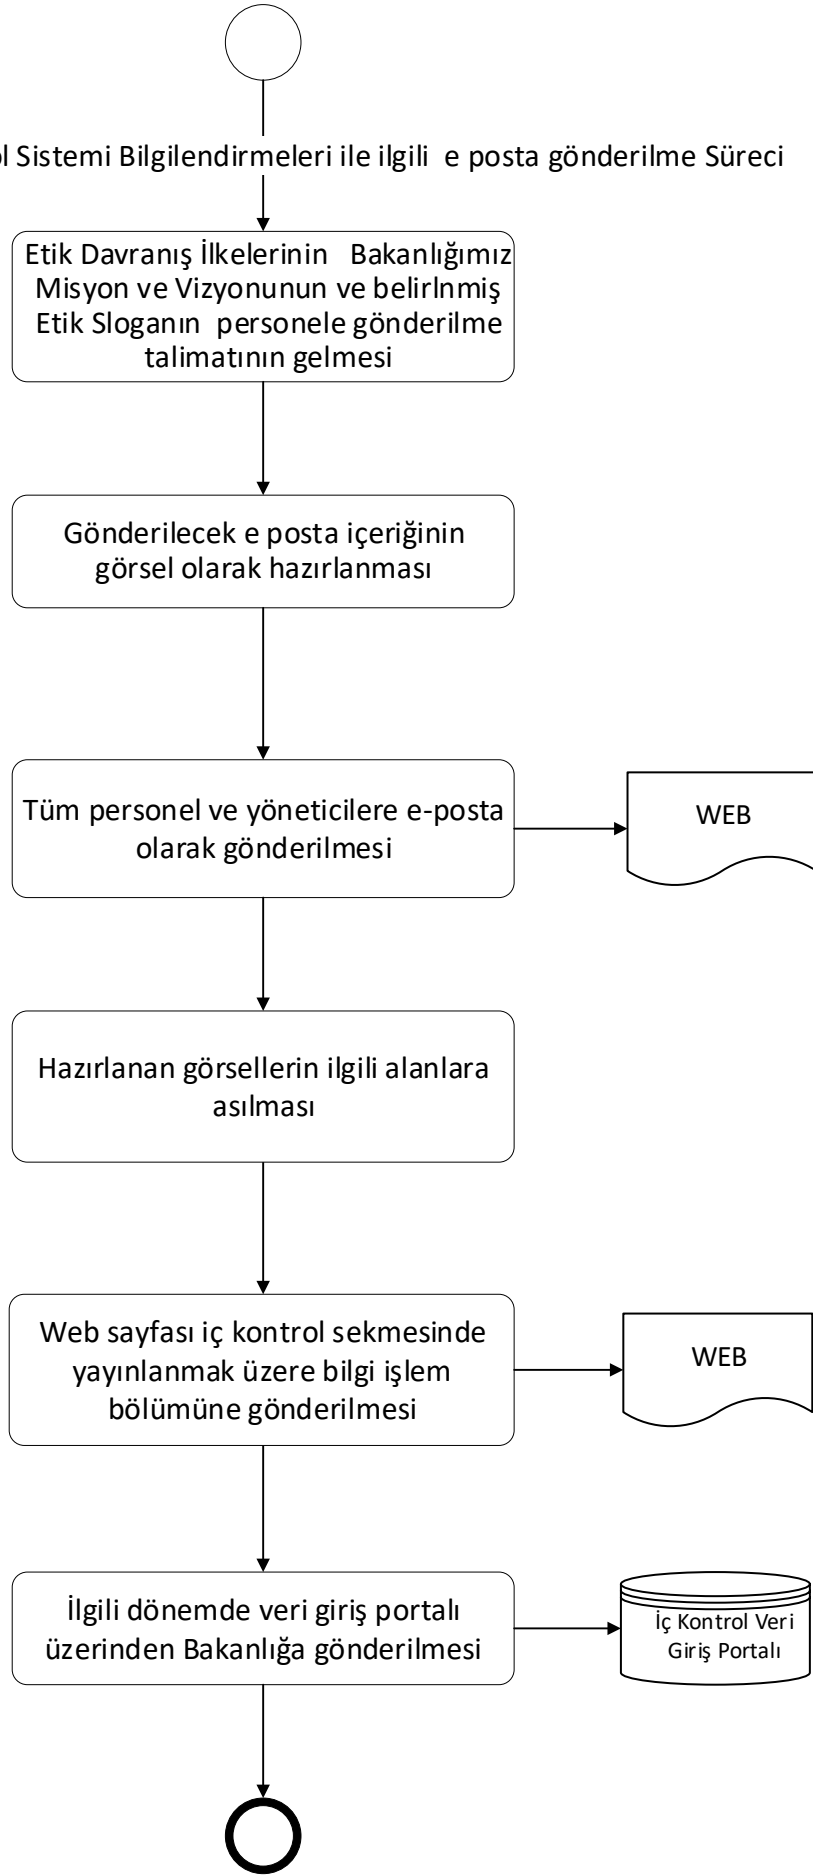 Sistemi Bilgilendirmeleri ile ilgili e posta gönderilme Süreci
Etik Davranış İlkelerinin Bakanlığımız
Misyon ve Vizyonunun ve belirlnmiş
Etik Sloganın personele gönderilme
talimatının gelmesi
Gönderilecek e posta içeriğinin
görsel olarak hazırlanması
Tüm personel ve yöneticilere e-posta
olarak gönderilmesi
WEB
Hazırlanan görsellerin ilgili alanlara
asılması
Web sayfası iç kontrol sekmesinde
yayınlanmak üzere bilgi işlem
bölümüne gönderilmesi
WEB
İlgili dönemde veri giriş portalı
üzerinden Bakanlığa gönderilmesi
İç Kontrol Veri
Giriş Portalı